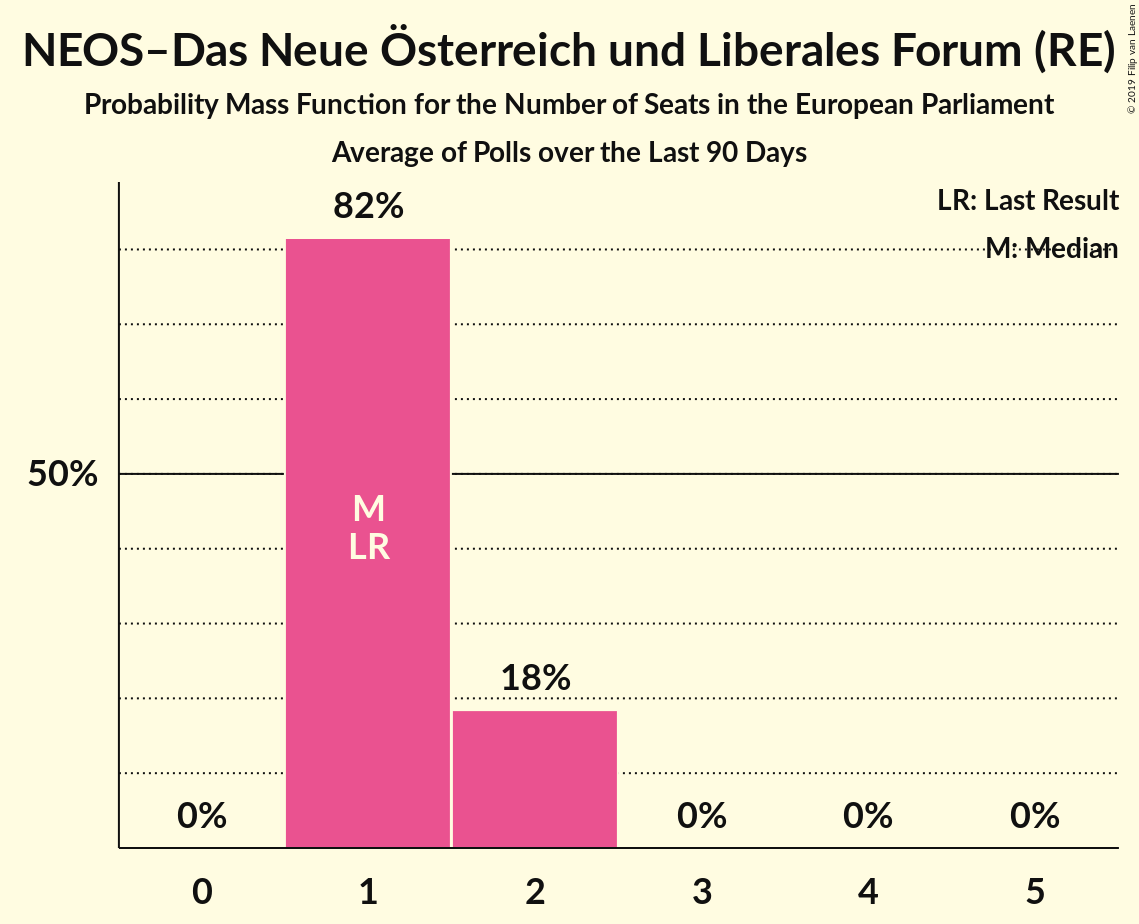 NEOS–Das Neue Österreich und Liberales Forum (RE)
Probability Mass Function for the Number of Seats in the European Parliament
Average of Polls over the Last 90 Days
© 2019 Filip van Laenen
LR: Last Result
M: Median
82%
50%
M
LR
18%
0% 0% 0% 0%
0 1 2 3 4 5